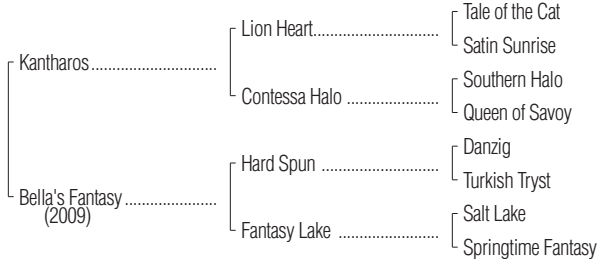 Tale of the Cat
Lion Heart..............................
Satin Sunrise
Kantharos..............................
Southern Halo
Contessa Halo ......................
Queen of Savoy
Danzig
Hard Spun ............................
Turkish Tryst
Bella's Fantasy ......................
(2009)
Salt Lake
Fantasy Lake ........................
Springtime Fantasy